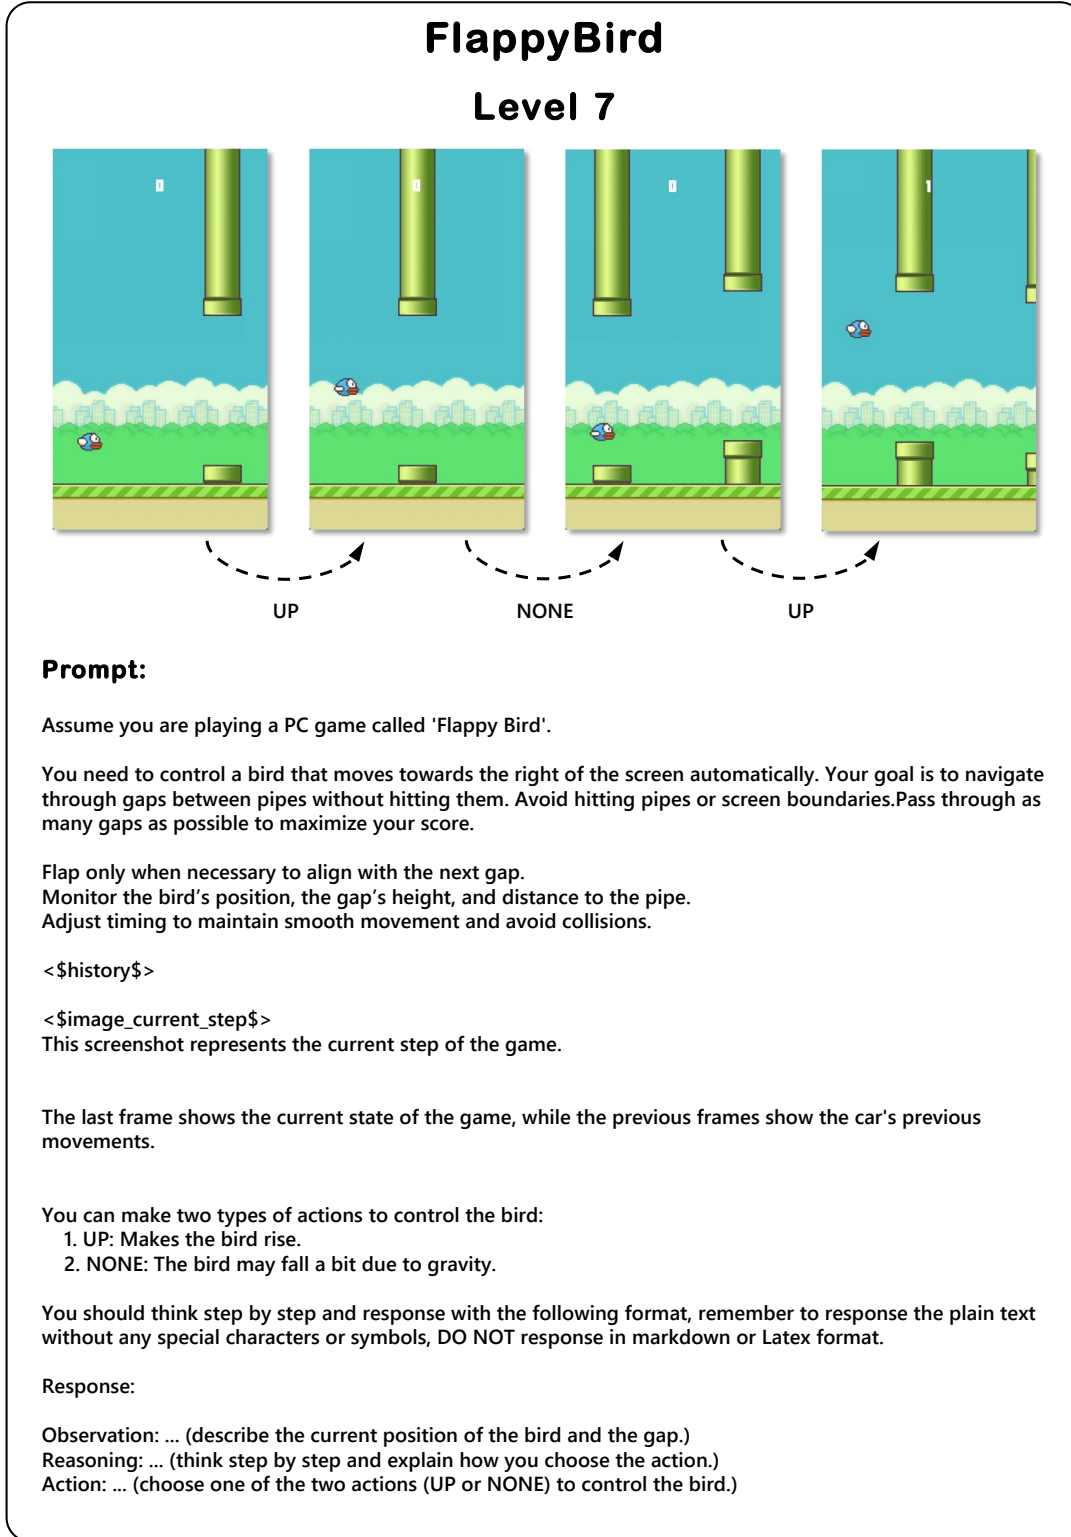 FlappyBird
Level 7
0
0
0
1
UP
NONE
UP
Prompt:
Assume you are playing a PC game called 'Flappy Bird'.
You need to control a bird that moves towards the right of the screen automatically. Your goal is to navigate
through gaps between pipes without hitting them. Avoid hitting pipes or screen boundaries.Pass through as
many gaps as possible to maximize your score.
Flap only when necessary to align with the next gap.
Monitor the bird’s position, the gap’s height, and distance to the pipe.
Adjust timing to maintain smooth movement and avoid collisions.
<$history$>
<$image_current_step$>
This screenshot represents the current step of the game.
The last frame shows the current state of the game, while the previous frames show the car's previous
movements.
You can make two types of actions to control the bird:
1. UP: Makes the bird rise.
2. NONE: The bird may fall a bit due to gravity.
You should think step by step and response with the following format, remember to response the plain text
without any special characters or symbols, DO NOT response in markdown or Latex format.
Response:
Observation: ... (describe the current position of the bird and the gap.)
Reasoning: ... (think step by step and explain how you choose the action.)
Action: ... (choose one of the two actions (UP or NONE) to control the bird.)